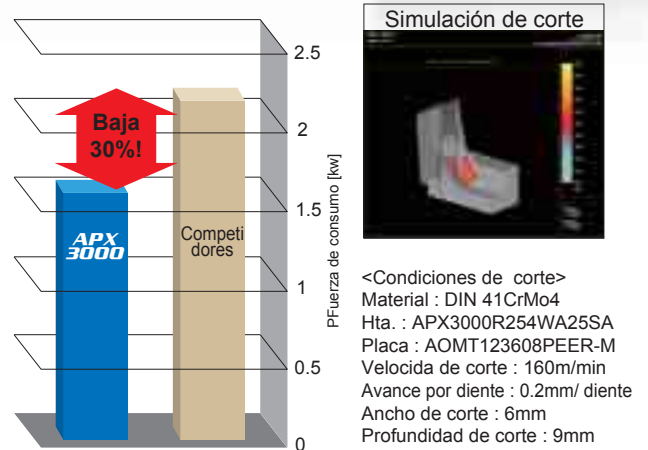 Simulación de corte
2.5
2
1.5
1
0.5
0
PFuerza de consumo [kw]
Baja
30%!
APX
3000
Competi
dores
<Condiciones de corte>
Material : DIN 41CrMo4
Hta. : APX3000R254WA25SA
Placa : AOMT123608PEER-M
Velocida de corte : 160m/min
Avance por diente : 0.2mm/ diente
Ancho de corte : 6mm
Profundidad de corte : 9mm